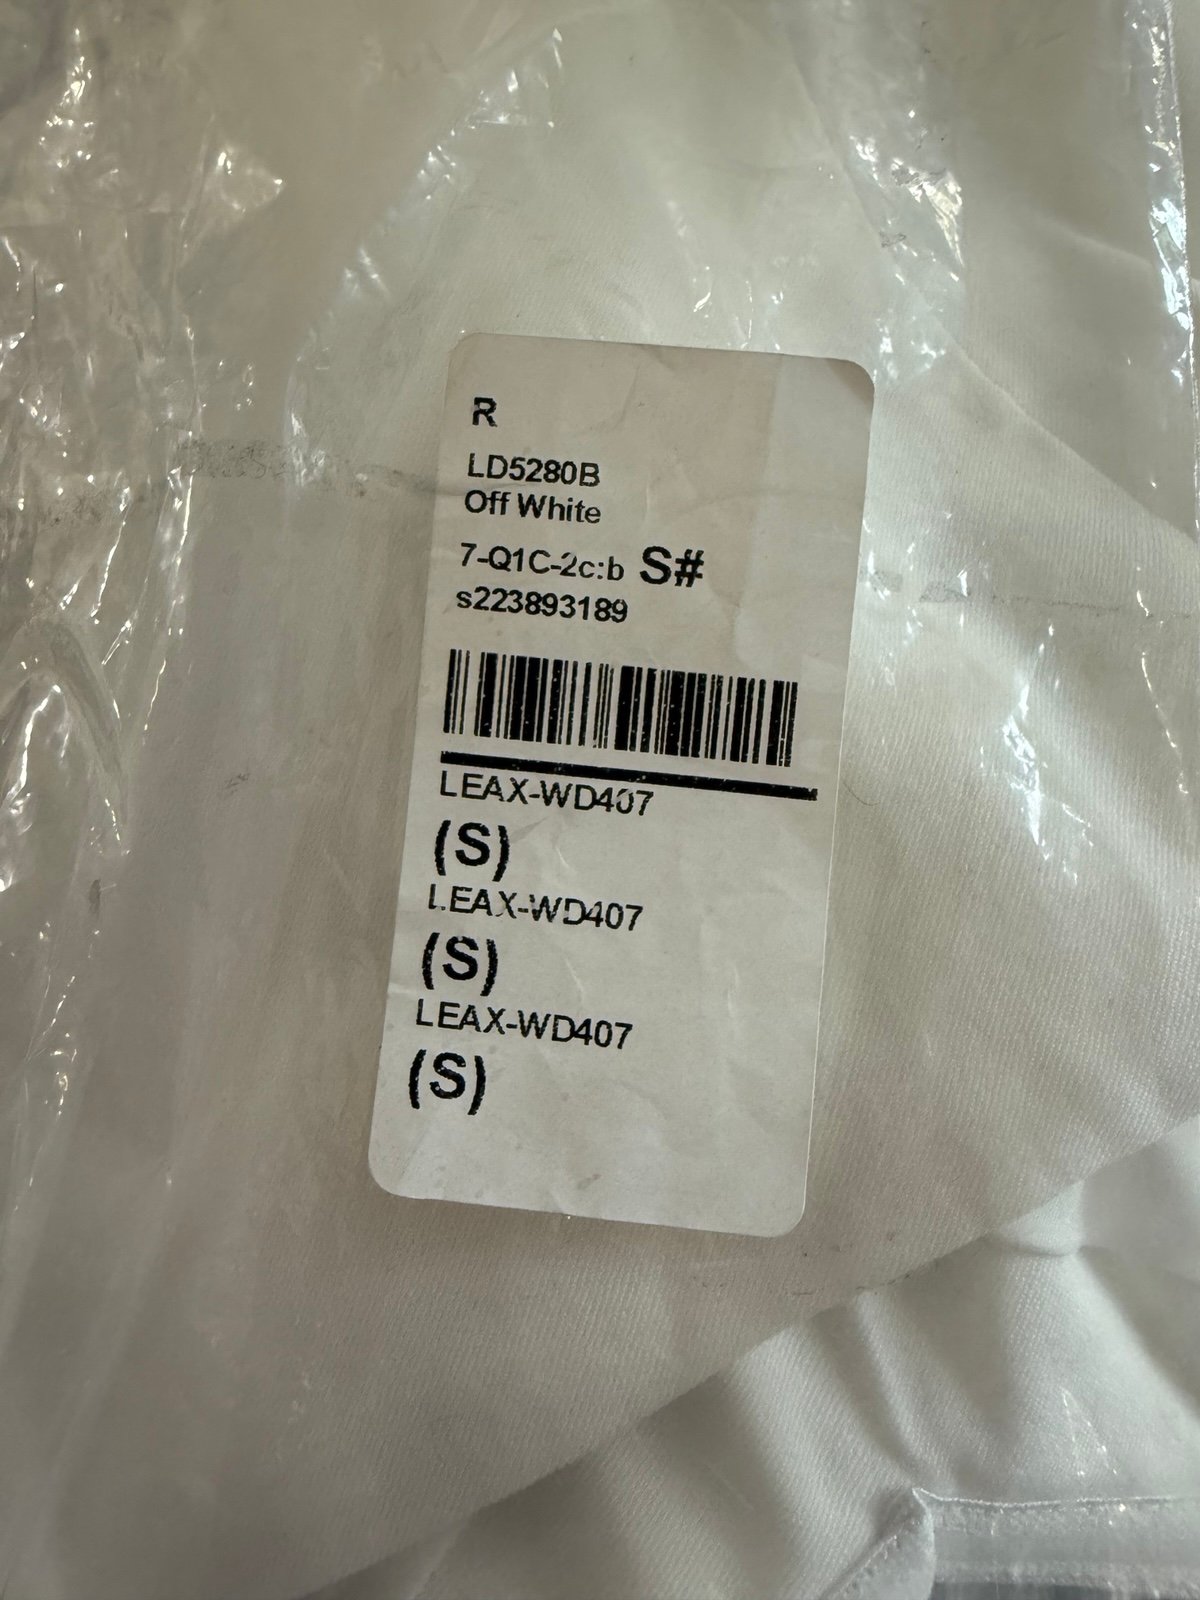 R
LD5280B
Off White
7-Q1C-2c:b S#
s223893189
LEAX-WD407
(S)
LEAX-WD407
(S)
LEAX-WD407
(S)